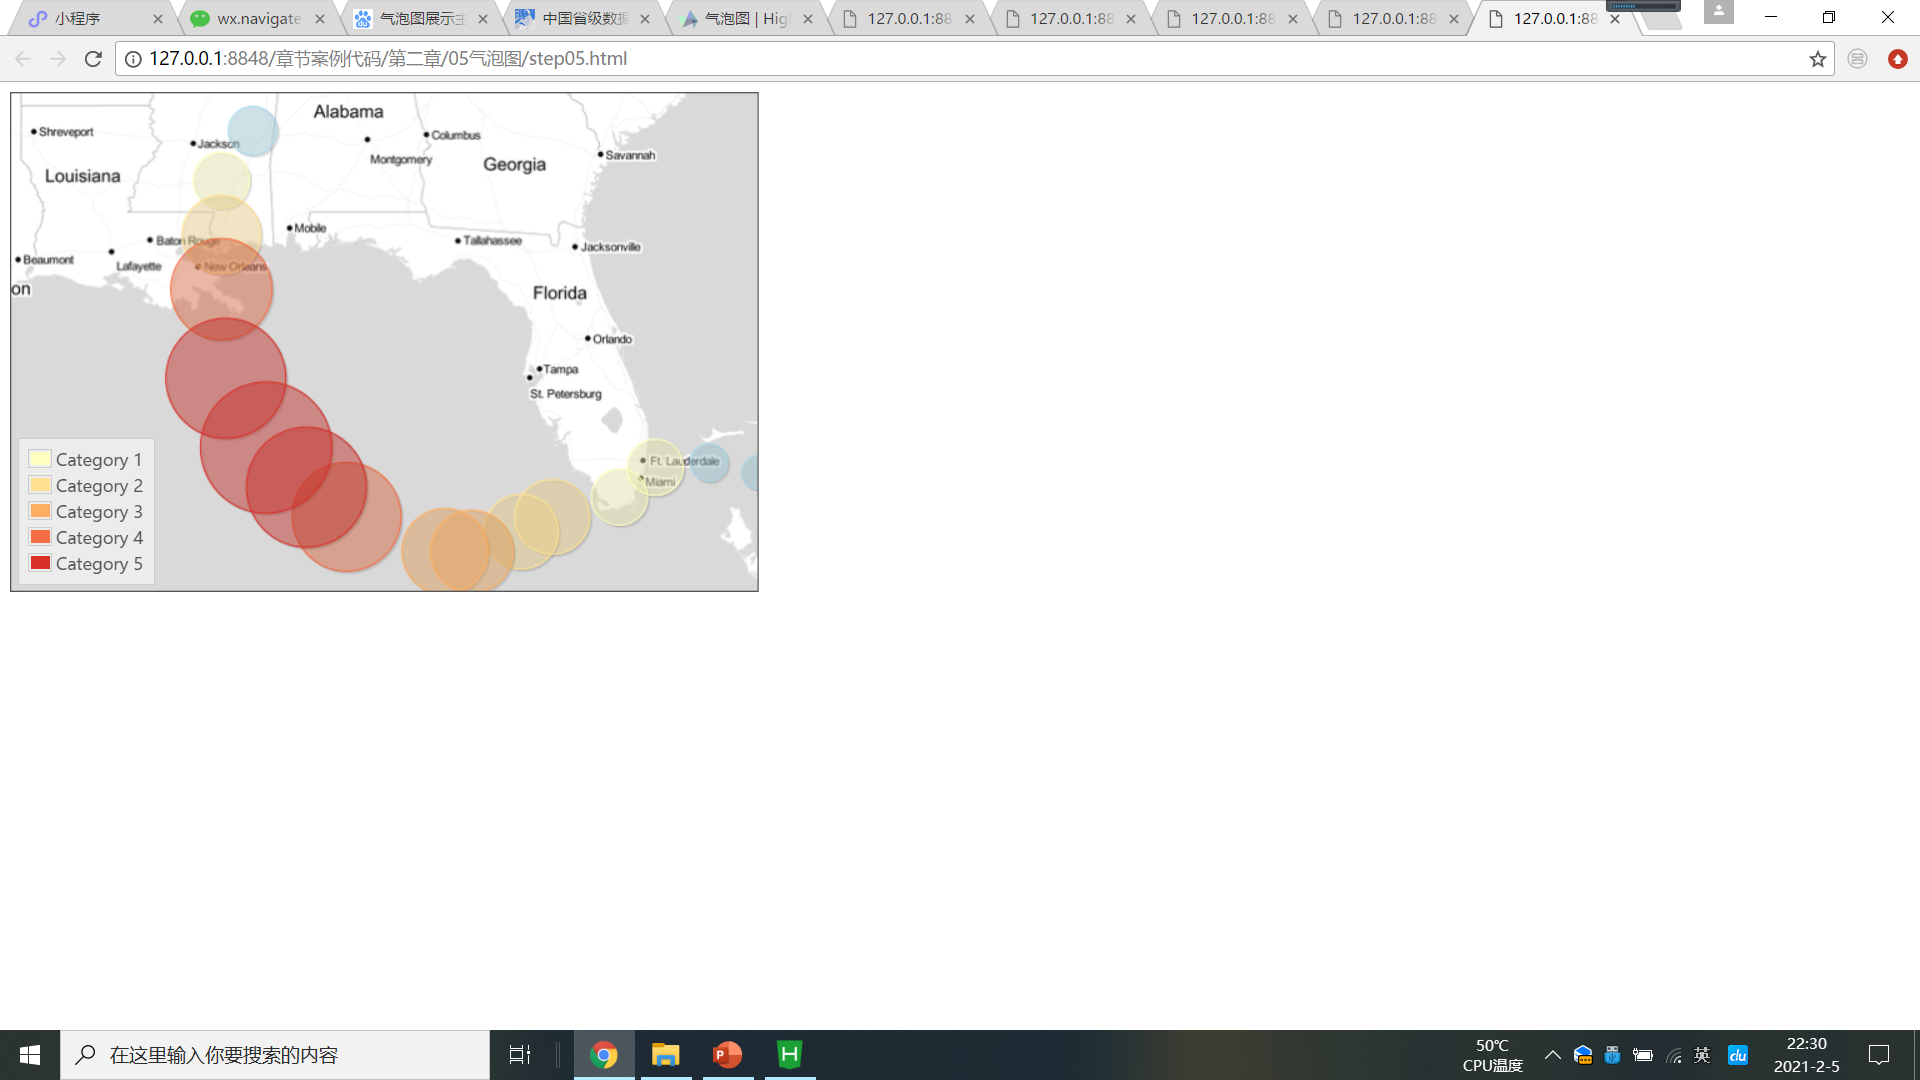 小程序
wx.navigate
气泡图展示主
中国省级数据
气泡图 | Hig
127.0.0.1:88
127.0.0.1:88
127.0.0.1:88
127.0.0.1:88
127.0.0.1:88
127.0.0.1:8848/章节案例代码/第二章/05气泡图/step05.html
Alabama
Shreveport
Columbus
Jackson
Montgomery
Savannah
Georgia
Louisiana
Mobile
Baton Rouge
Tallahassee
Jacksonville
Beaumont
Lafayette
New Orleans
on
Florida
Orlando
Tampa
St. Petersburg
Ft. Lauderdale
Miami
Category 1
Category 2
Category 3
Category 4
Category 5
在这里输入你要搜索的内容
50℃
CPU温度
英
du
22:30
2021-2-5